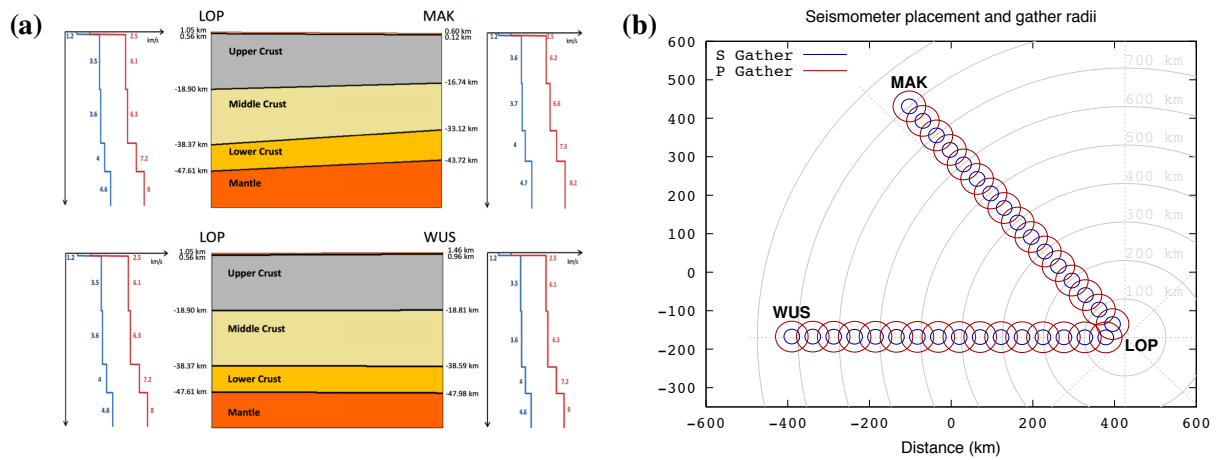 (a)
LOP
MAK
1.05 km
0.56 km
0.60 km
0.12 km
1.2
2.5
km/s
3.5
6.1
3.6
6.3
4
7.2
4.6
8
Upper Crust
-18.90 km
-16.74 km
Middle Crust
-38.37 km
-33.12 km
Lower Crust
-47.61 km
-43.72 km
Mantle
1.2
2.5
km/s
3.6
6.2
3.7
6.6
4
7.3
4.7
8.2
LOP
WUS
1.05 km
0.56 km
1.46 km
0.96 km
1.2
2.5
km/s
3.5
6.1
3.6
6.3
4
7.2
4.6
8
Upper Crust
-18.90 km
-18.81 km
Middle Crust
-38.37 km
-38.59 km
Lower Crust
-47.61 km
-47.98 km
Mantle
1.2
2.5
km/s
3.5
6.1
3.6
6.3
4
7.2
4.6
8
(b)
Seismometer placement and gather radii
S Gather
P Gather
600
500
400
300
200
100
0
-100
-200
-300
-600
-400
-200
0
200
400
600
Distance (km)
MAK
WUS
LOP
700 km
600 km
500 km
400 km
300 km
200 km
100 km